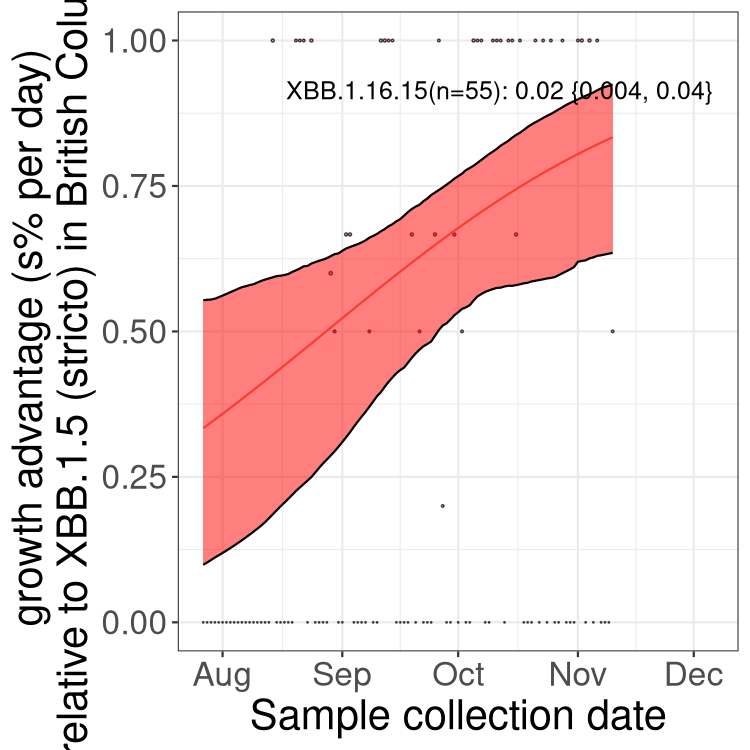 growth advantage (s% per day)
relative to XBB.1.5 (stricto) in British Colu
1.00
0.75
0.50
0.25
0.00
XBB.1.16.15(n=55): 0.02 {0.004, 0.04}
Aug Sep Oct Nov Dec
Sample collection date